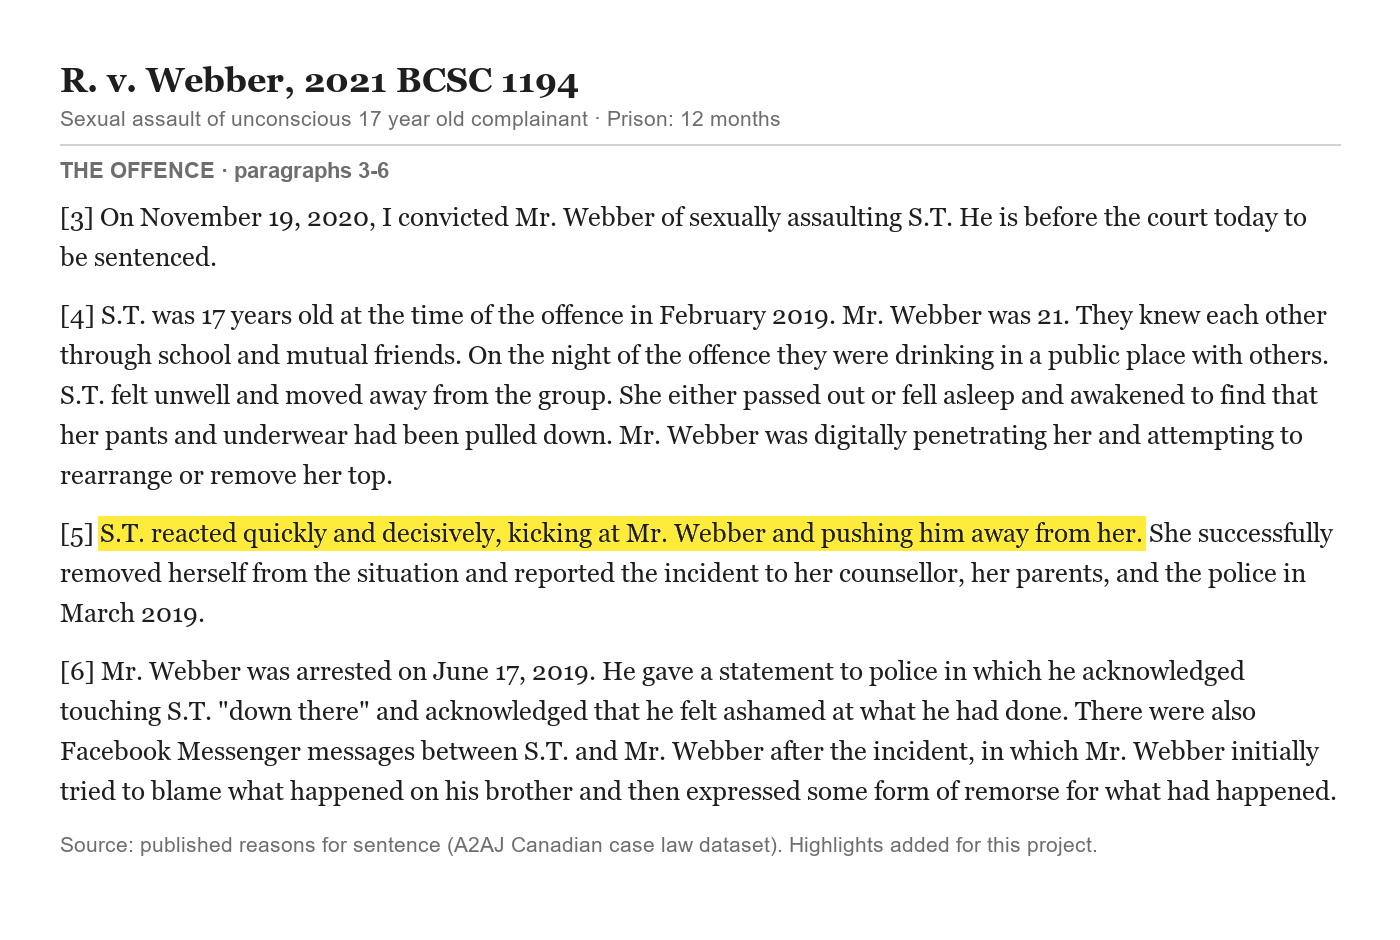 R. v. Webber, 2021 BCSC 1194
Sexual assault of unconscious 17 year old complainant · Prison: 12 months
THE OFFENCE · paragraphs 3-6
[3] On November 19, 2020, I convicted Mr. Webber of sexually assaulting S.T. He is before the court today to
be sentenced.
[4] S.T. was 17 years old at the time of the offence in February 2019. Mr. Webber was 21. They knew each other
through school and mutual friends. On the night of the offence they were drinking in a public place with others.
S.T. felt unwell and moved away from the group. She either passed out or fell asleep and awakened to find that
her pants and underwear had been pulled down. Mr. Webber was digitally penetrating her and attempting to
rearrange or remove her top.
[5] S.T. reacted quickly and decisively, kicking at Mr. Webber and pushing him away from her. She successfully
removed herself from the situation and reported the incident to her counsellor, her parents, and the police in
March 2019.
[6] Mr. Webber was arrested on June 17, 2019. He gave a statement to police in which he acknowledged
touching S.T. "down there" and acknowledged that he felt ashamed at what he had done. There were also
Facebook Messenger messages between S.T. and Mr. Webber after the incident, in which Mr. Webber initially
tried to blame what happened on his brother and then expressed some form of remorse for what had happened.
Source: published reasons for sentence (A2AJ Canadian case law dataset). Highlights added for this project.